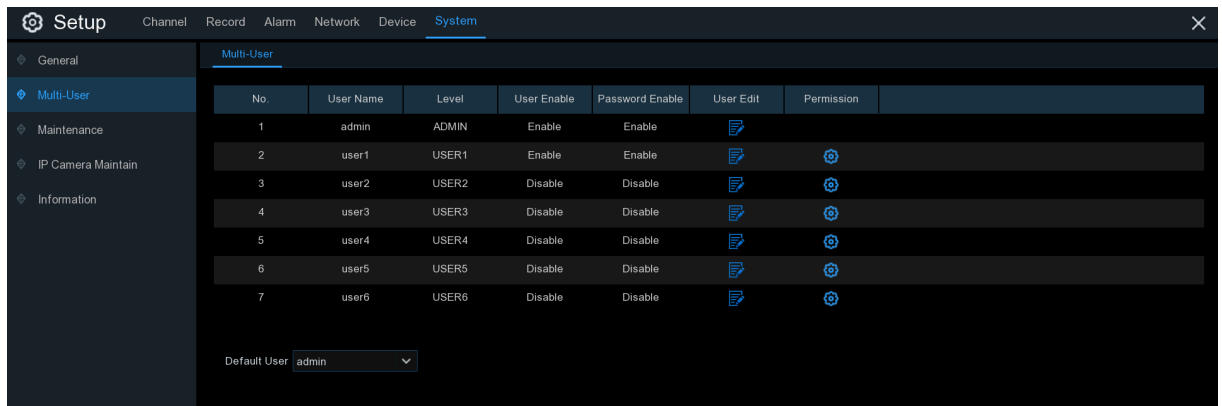 Setup Channel Record Alarm Network Device System
General
Multi-User
Maintenance
IP Camera Maintain
Information
Multi-User
No. User Name Level User Enable Password Enable User Edit Permission
1 admin ADMIN Enable Enable
2 user1 USER1 Enable Enable
3 user2 USER2 Disable Disable
4 user3 USER3 Disable Disable
5 user4 USER4 Disable Disable
6 user5 USER5 Disable Disable
7 user6 USER6 Disable Disable
Default User admin